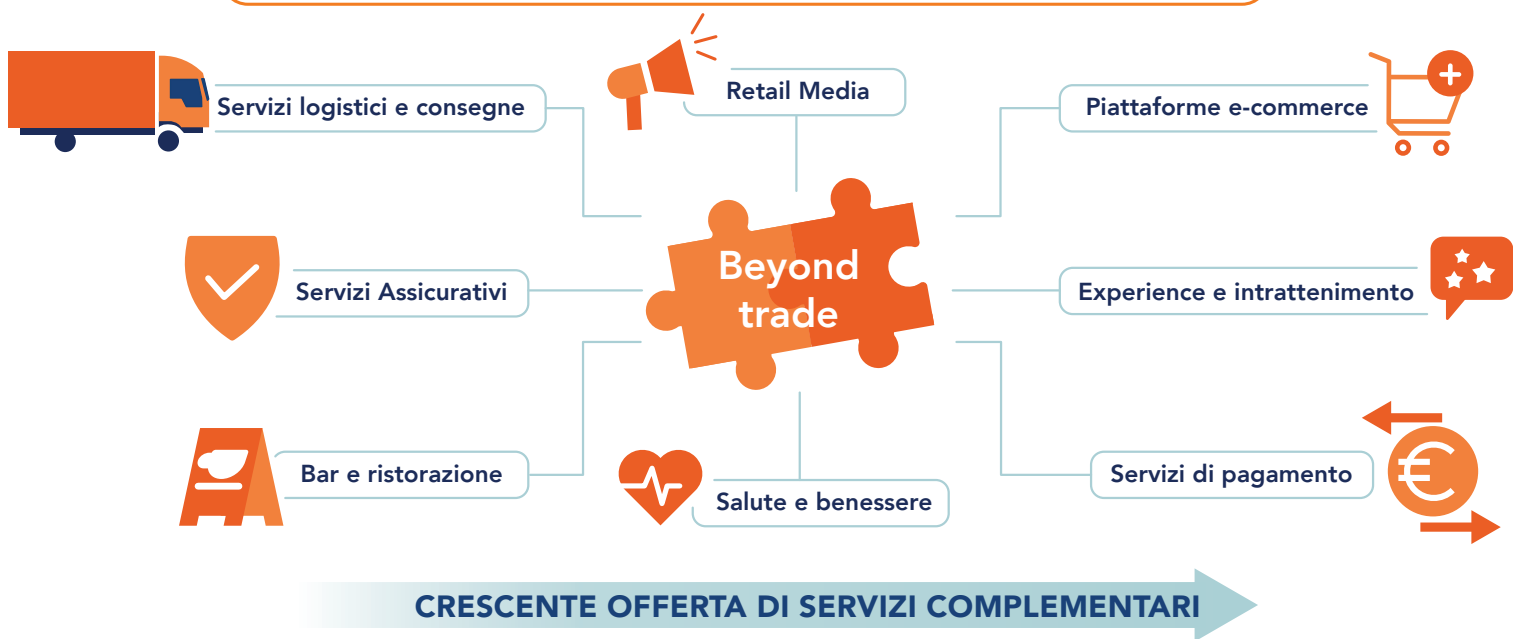 Servizi logistici e consegne
Retail Media
Piattaforme e-commerce
Servizi Assicurativi
Beyond
trade
Experience e intrattenimento
Bar e ristorazione
Salute e benessere
Servizi di pagamento
CRESCENTE OFFERTA DI SERVIZI COMPLEMENTARI